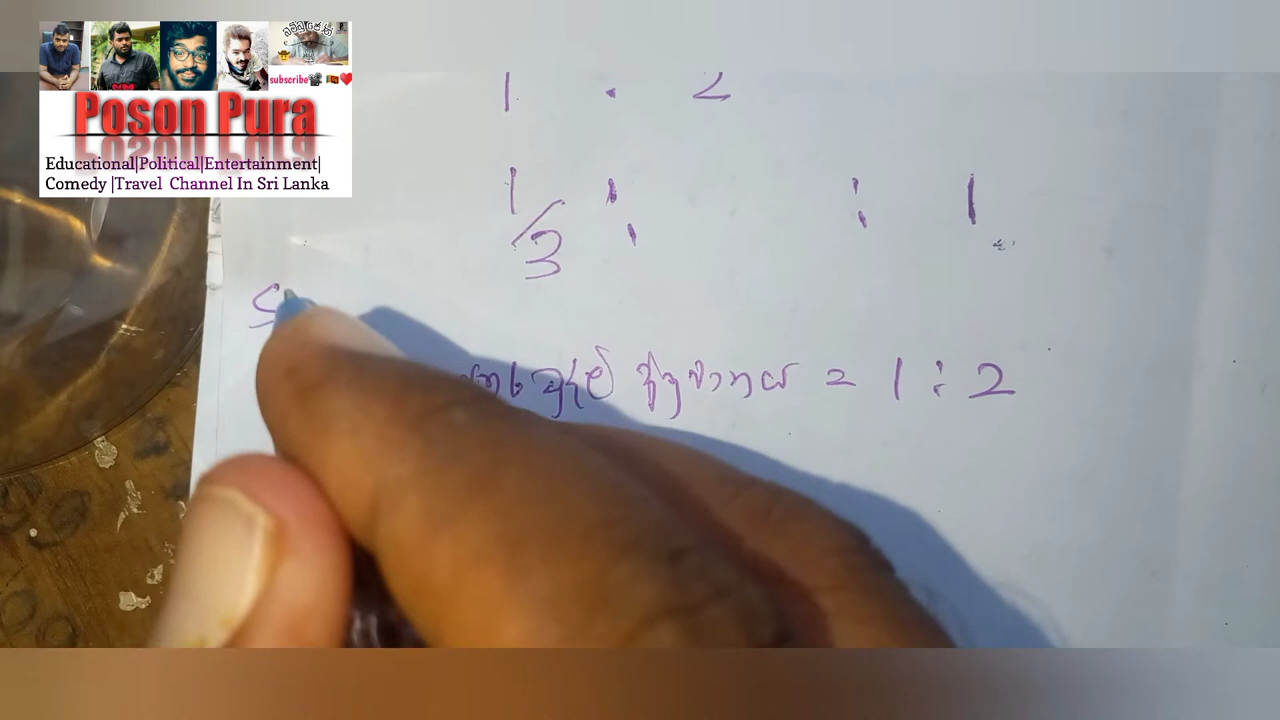 බම්බු ජෙනි
subscribe
Poson Pura
Educational|Political|Entertainment|
Comedy |Travel Channel In Sri Lanka
1 : 2
1/3 : : 1
අනුපාතය = 1 : 2